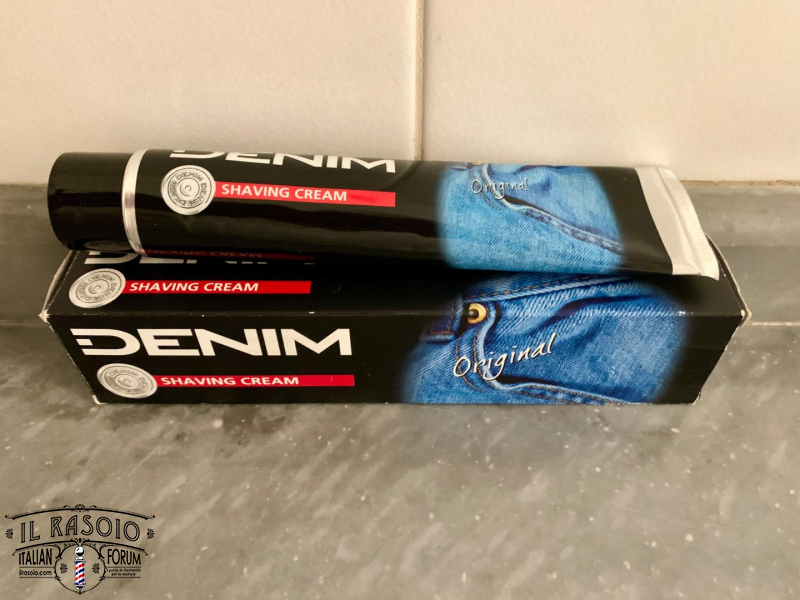 DENIM
SHAVING CREAM
Original
SHAVING CREAM
DENIM
SHAVING CREAM
Original
IL RASOIO
ITALIAN FORUM
ilrasoio.com